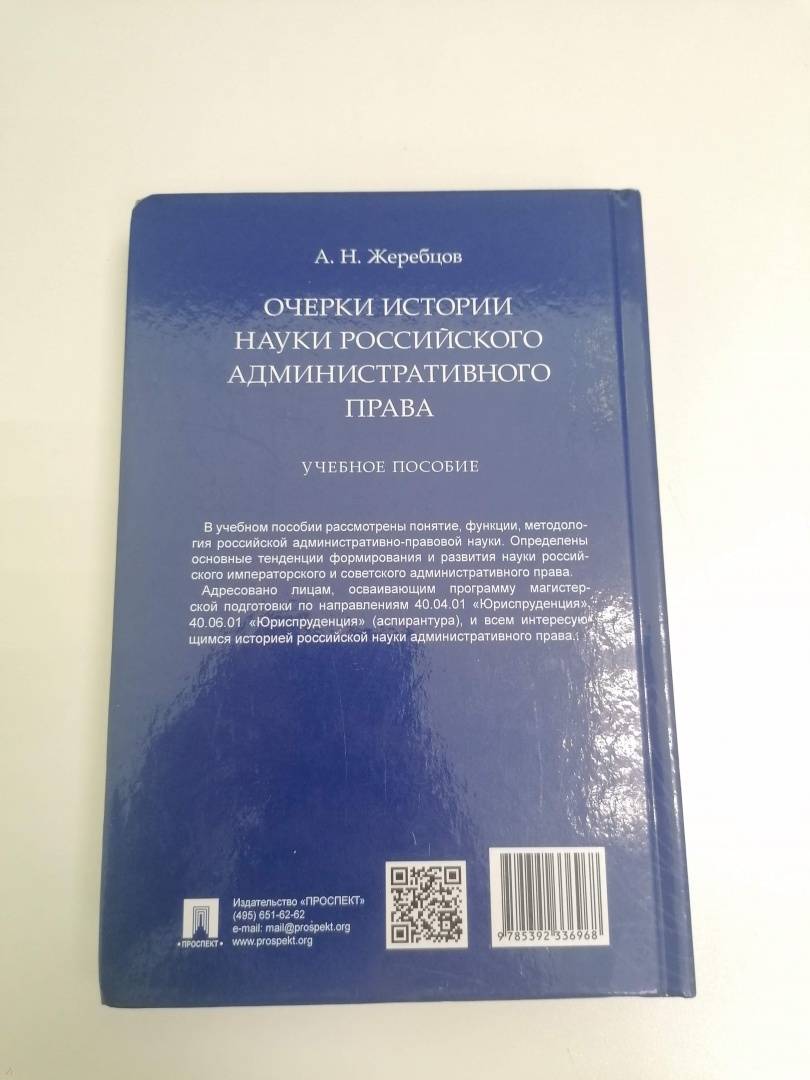 А. Н. Жеребцов
ОЧЕРКИ ИСТОРИИ
НАУКИ РОССИЙСКОГО
АДМИНИСТРАТИВНОГО
ПРАВА
УЧЕБНОЕ ПОСОБИЕ
В учебном пособии рассмотрены понятие, функции, методоло-
гия российской административно-правовой науки. Определены
основные тенденции формирования и развития науки россий-
ского императорского и советского административного права.
Адресовано лицам, осваивающим программу магистер-
ской подготовки по направлениям 40.04.01 «Юриспруденция»,
40.06.01 «Юриспруденция» (аспирантура), и всем интересую-
щимся историей российской науки административного права.
• ПРОСПЕКТ •
Издательство «ПРОСПЕКТ»
(495) 651-62-62
e-mail: mail@prospekt.org
www.prospekt.org
9 785392 336968